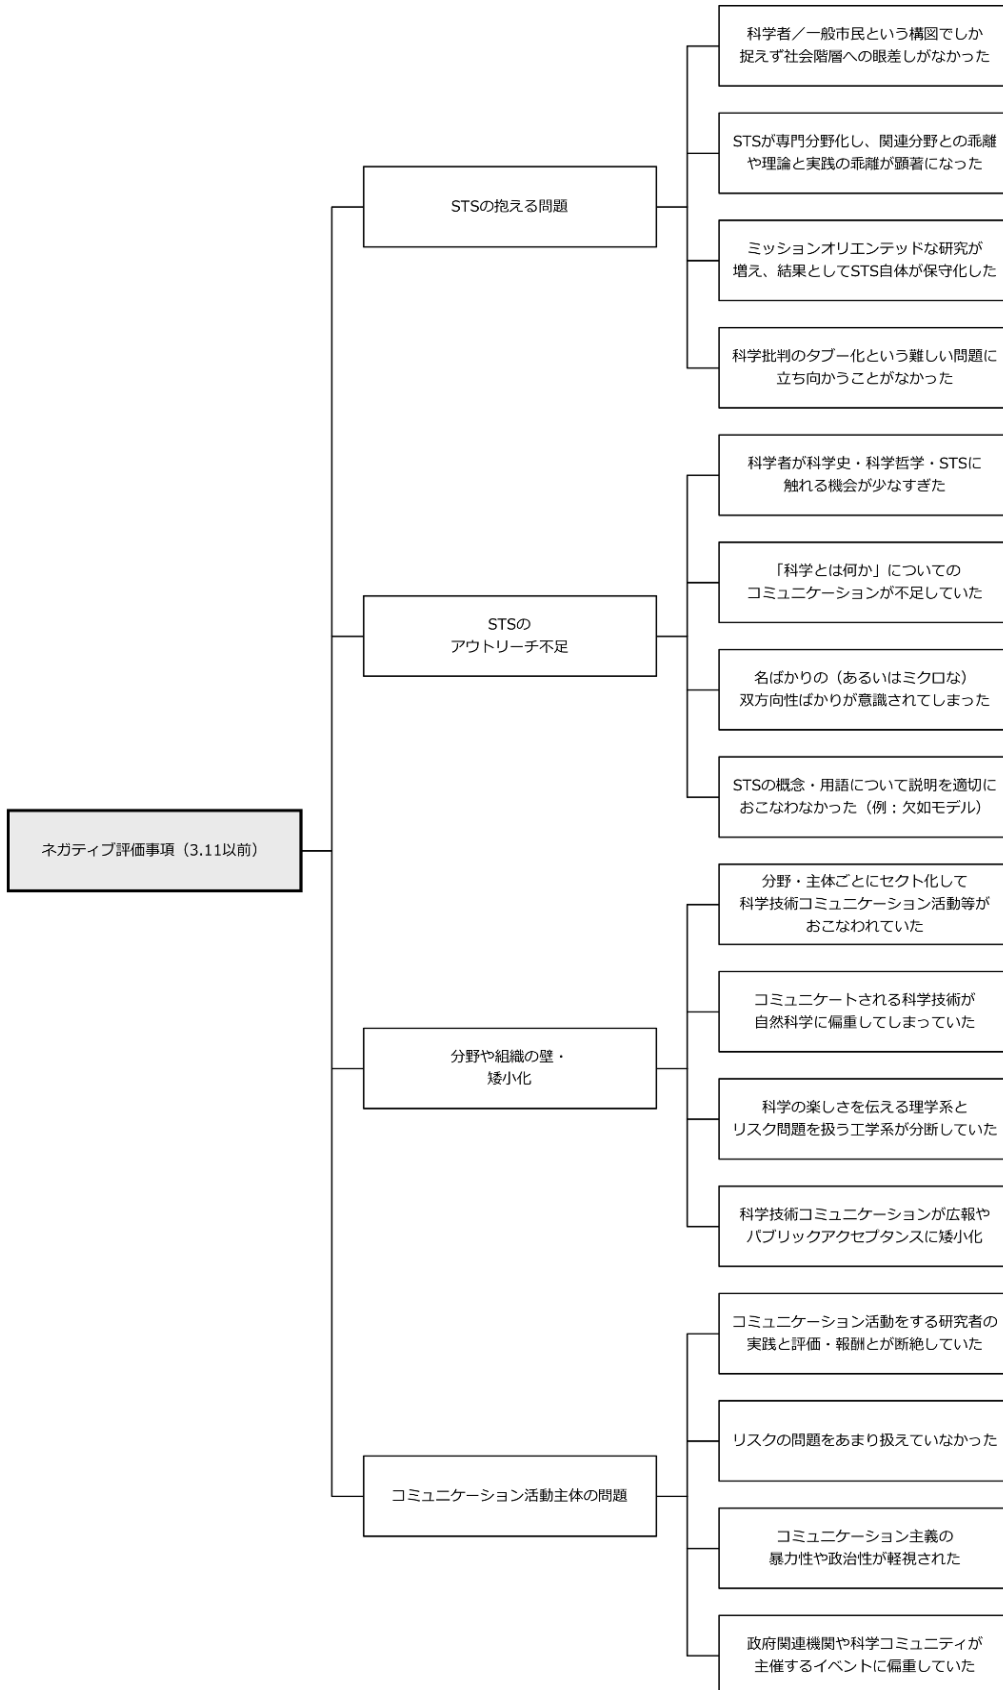 ネガティブ評価事項（3.11以前）
STSの抱える問題
科学者／一般市民という構図でしか
捉えず社会階層への眼差しがなかった
STSが専門分野化し、関連分野との乖離
や理論と実践の乖離が顕著になった
ミッションオリエンテッドな研究が
増え、結果としてSTS自体が保守化した
科学批判のタブー化という難しい問題に
立ち向かうことがなかった
STSの
アウトリーチ不足
科学者が科学史・科学哲学・STSに
触れる機会が少なすぎた
「科学とは何か」についての
コミュニケーションが不足していた
名ばかりの（あるいはミクロな）
双方向性ばかりが意識されてしまった
STSの概念・用語について説明を適切に
おこなわなかった（例：欠如モデル）
分野や組織の壁・
矮小化
分野・主体ごとにセクト化して
科学技術コミュニケーション活動等が
おこなわれていた
コミュニケートされる科学技術が
自然科学に偏重してしまっていた
科学の楽しさを伝える理学系と
リスク問題を扱う工学系が分断していた
科学技術コミュニケーションが広報や
パブリックアクセプタンスに矮小化
コミュニケーション活動主体の問題
コミュニケーション活動をする研究者の
実践と評価・報酬とが断絶していた
リスクの問題をあまり扱えていなかった
コミュニケーション主義の
暴力性や政治性が軽視された
政府関連機関や科学コミュニティが
主催するイベントに偏重していた